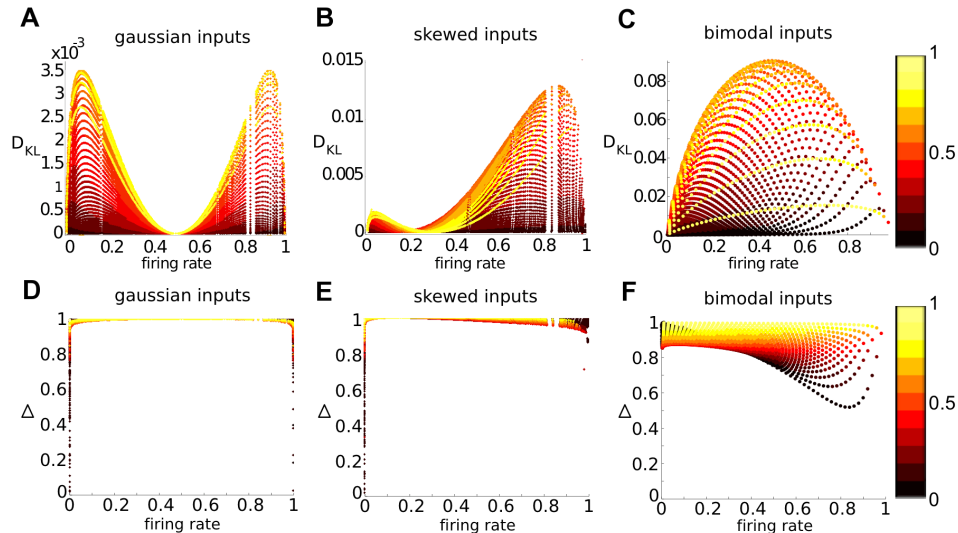 A
gaussian inputs
x10^3
3.5
3
2.5
2
1.5
1
0.5
0
D_KL
0 0.2 0.4 0.6 0.8 1
firing rate
B
skewed inputs
0.015
0.01
0.005
0
D_KL
0 0.2 0.4 0.6 0.8 1
firing rate
C
bimodal inputs
0.08
0.06
0.04
0.02
0
D_KL
0 0.2 0.4 0.6 0.8
firing rate
1
0.5
0
D
gaussian inputs
1
0.8
0.6
0.4
0.2
0
Δ
0 0.2 0.4 0.6 0.8 1
firing rate
E
skewed inputs
1
0.8
0.6
0.4
0.2
0
Δ
0 0.2 0.4 0.6 0.8 1
firing rate
F
bimodal inputs
1
0.8
0.6
0.4
0.2
0
Δ
0 0.2 0.4 0.6 0.8 1
firing rate
1
0.5
0